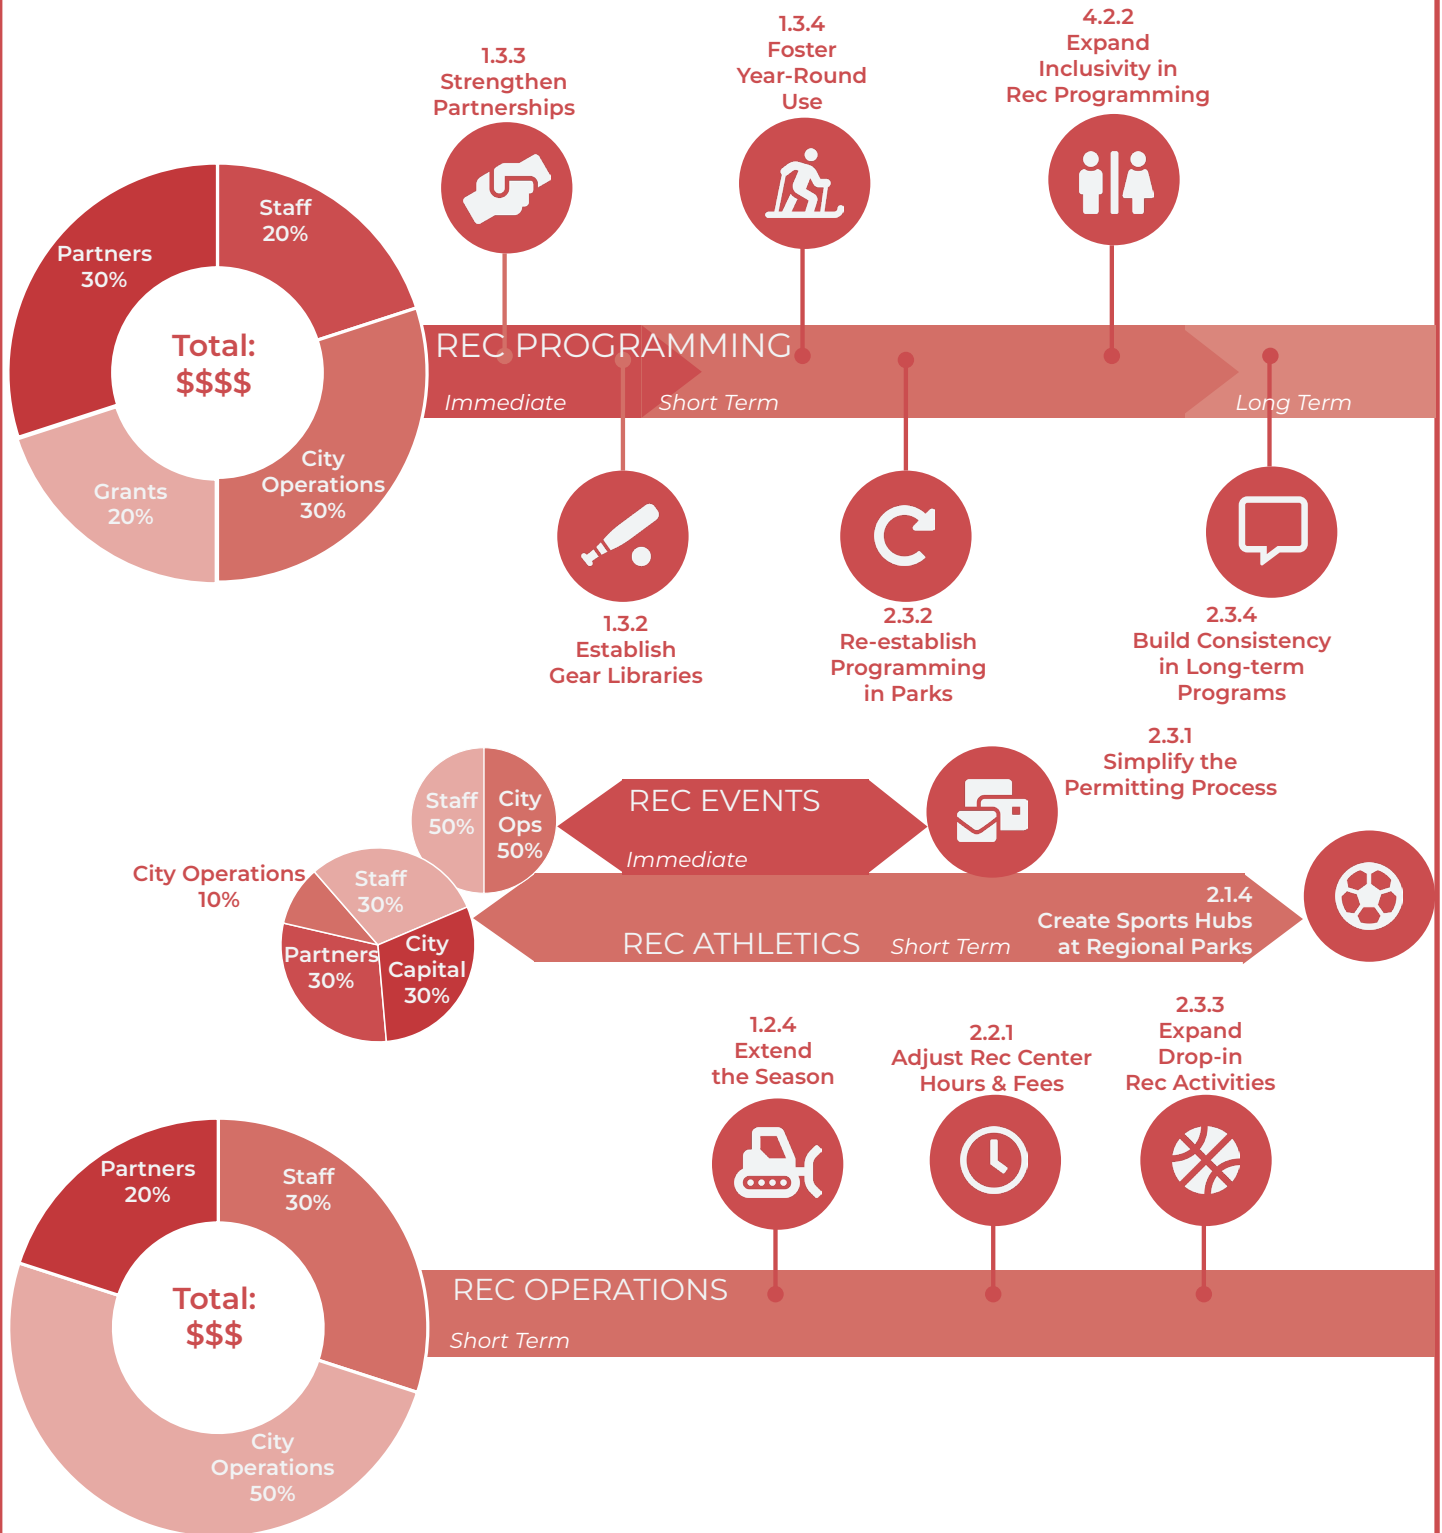 1.3.3
Strengthen
Partnerships
1.3.4
Foster
Year-Round
Use
4.2.2
Expand
Inclusivity in
Rec Programming
Partners
30%
Staff
20%
Total:
$$$$
Grants
20%
City
Operations
30%
REC PROGRAMMING
Immediate
Short Term
Long Term
1.3.2
Establish
Gear Libraries
2.3.2
Re-establish
Programming
in Parks
2.3.4
Build Consistency
in Long-term
Programs
Staff
50%
City
Ops
50%
REC EVENTS
Immediate
2.3.1
Simplify the
Permitting Process
City Operations
10%
Staff
30%
Partners
30%
City
Capital
30%
REC ATHLETICS
Short Term
2.1.4
Create Sports Hubs
at Regional Parks
1.2.4
Extend
the Season
2.2.1
Adjust Rec Center
Hours & Fees
2.3.3
Expand
Drop-in
Rec Activities
Partners
20%
Staff
30%
Total:
$$$
City
Operations
50%
REC OPERATIONS
Short Term